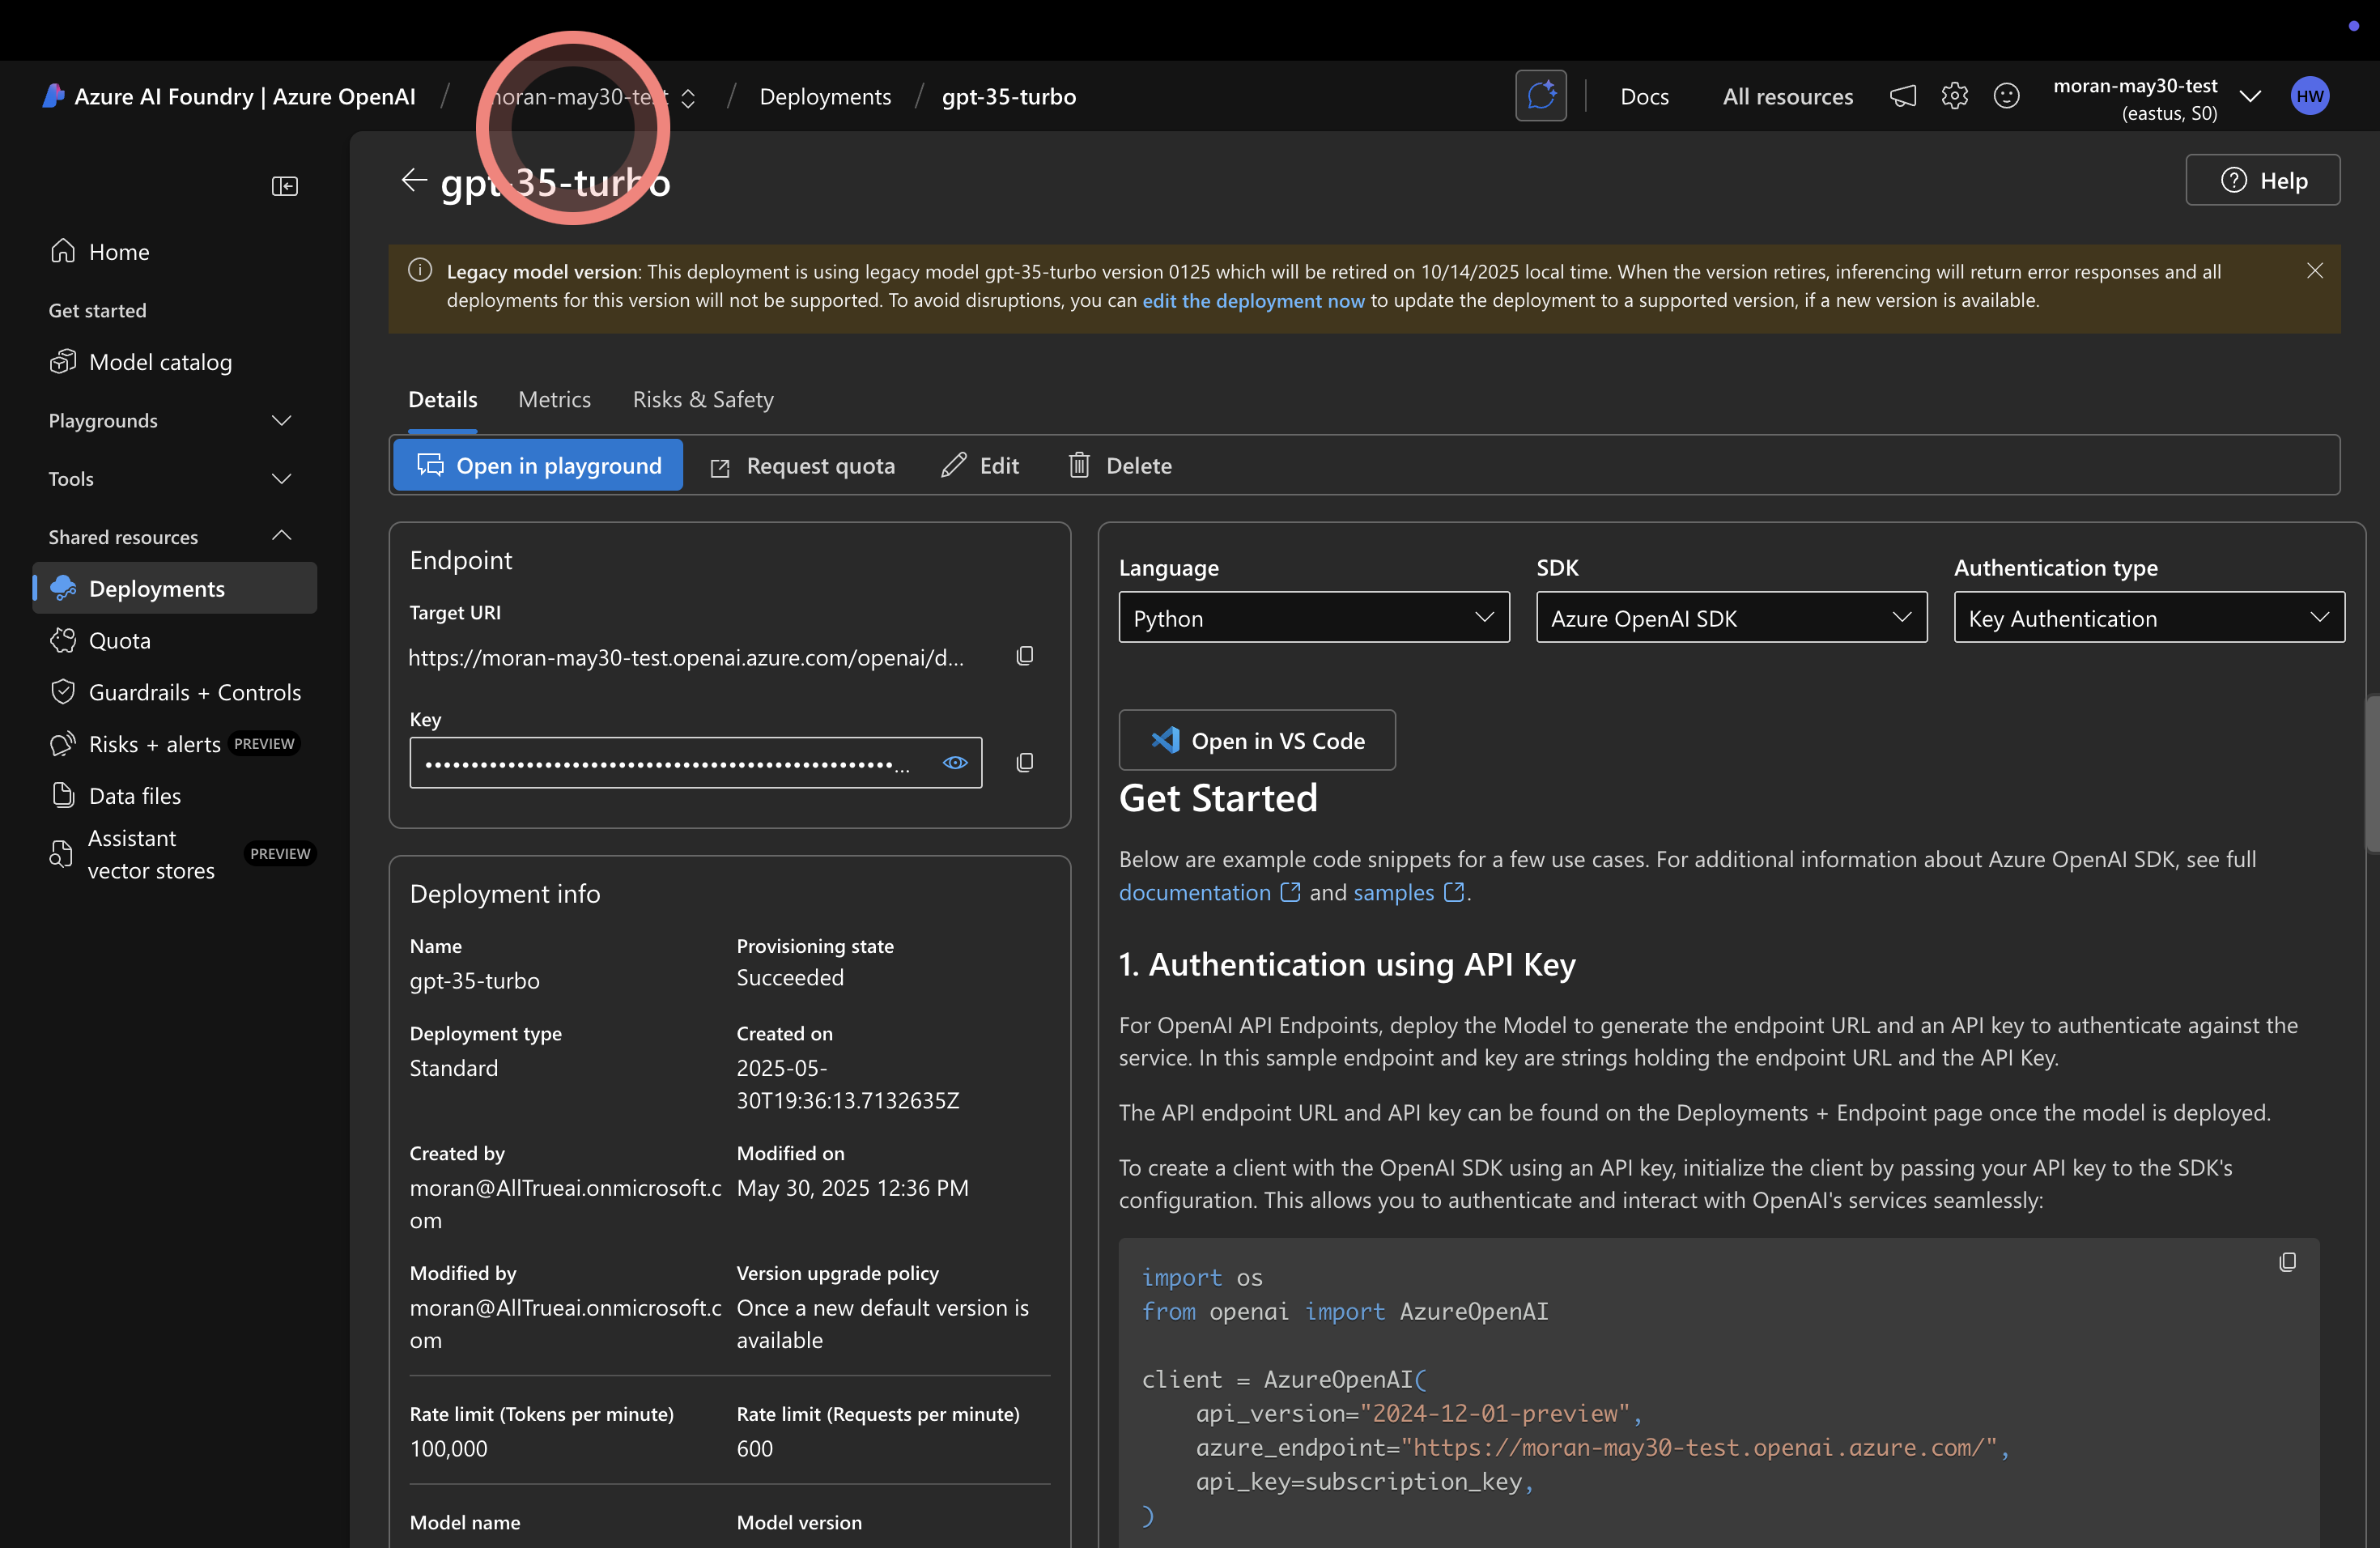 Azure AI Foundry | Azure OpenAI / moran-may30-test / Deployments / gpt-35-turbo
Docs
All resources
moran-may30-test
(eastus, S0)
HW
gpt-35-turbo
Help
Home
Get started
Model catalog
Playgrounds
Tools
Shared resources
Deployments
Quota
Guardrails + Controls
Risks + alerts PREVIEW
Data files
Assistant
vector stores
PREVIEW
Legacy model version: This deployment is using legacy model gpt-35-turbo version 0125 which will be retired on 10/14/2025 local time. When the version retires, inferencing will return error responses and all
deployments for this version will not be supported. To avoid disruptions, you can edit the deployment now to update the deployment to a supported version, if a new version is available.
Details Metrics Risks & Safety
Open in playground Request quota Edit Delete
Endpoint
Target URI
https://moran-may30-test.openai.azure.com/openai/d...
Key
••••••••••••••••••••••••••••••••••••••••••••••••••...
Deployment info
Name
gpt-35-turbo
Provisioning state
Succeeded
Deployment type
Standard
Created on
2025-05-
30T19:36:13.7132635Z
Created by
moran@AllTrueai.onmicrosoft.c
om
Modified on
May 30, 2025 12:36 PM
Modified by
moran@AllTrueai.onmicrosoft.c
om
Version upgrade policy
Once a new default version is
available
Rate limit (Tokens per minute)
100,000
Rate limit (Requests per minute)
600
Model name
Model version
Language
Python
SDK
Azure OpenAI SDK
Authentication type
Key Authentication
Open in VS Code
Get Started
Below are example code snippets for a few use cases. For additional information about Azure OpenAI SDK, see full
documentation and samples .
1. Authentication using API Key
For OpenAI API Endpoints, deploy the Model to generate the endpoint URL and an API key to authenticate against the
service. In this sample endpoint and key are strings holding the endpoint URL and the API Key.
The API endpoint URL and API key can be found on the Deployments + Endpoint page once the model is deployed.
To create a client with the OpenAI SDK using an API key, initialize the client by passing your API key to the SDK's
configuration. This allows you to authenticate and interact with OpenAI's services seamlessly:
import os
from openai import AzureOpenAI
client = AzureOpenAI(
api_version="2024-12-01-preview",
azure_endpoint="https://moran-may30-test.openai.azure.com/",
api_key=subscription_key,
)